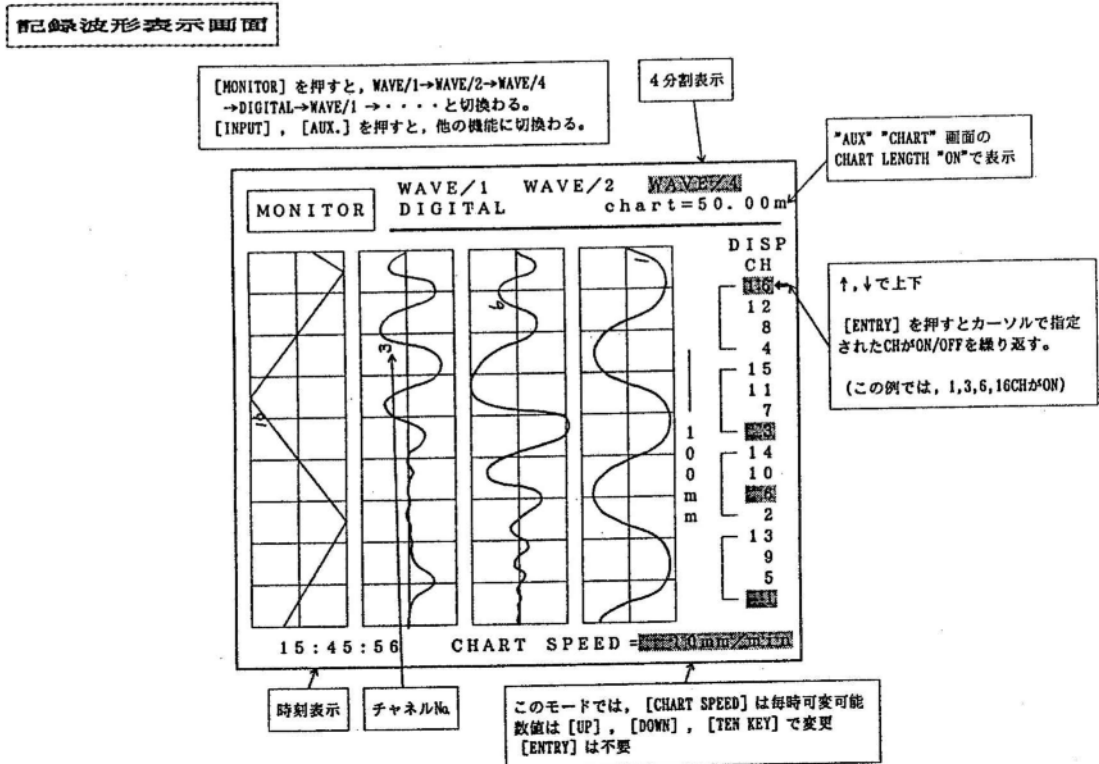 記録波形表示画面
[MONITOR] を押すと, WAVE/1→WAVE/2→WAVE/4
→DIGITAL→WAVE/1 →・・・・と切換わる。
[INPUT] , [AUX.] を押すと, 他の機能に切換わる。
4分割表示
"AUX" "CHART" 画面の
CHART LENGTH "ON"で表示
MONITOR
WAVE/1 WAVE/2 WAVE/4
DIGITAL chart=50.00m
DISP
CH
16
12
8
4
15
11
7
3
14
10
6
2
13
9
5
1
↑,↓で上下
[ENTRY] を押すとカーソルで指定
されたCHがON/OFFを繰り返す。
(この例では, 1,3,6,16CHがON)
3
6
1
100mm
15:45:56 CHART SPEED= 10mm/min
時刻表示
チャネル№
このモードでは, [CHART SPEED] は毎時可変可能
数値は [UP] , [DOWN] , [TEN KEY] で変更
[ENTRY] は不要